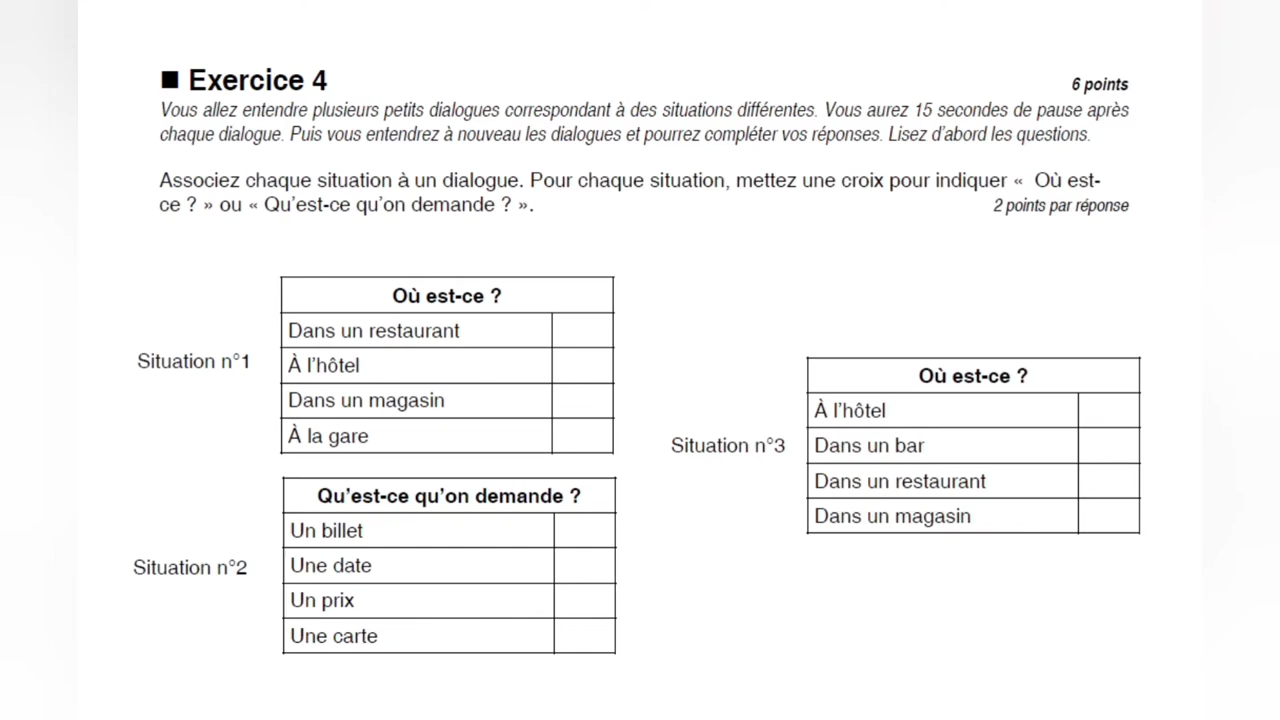 ■ Exercice 4
6 points
Vous allez entendre plusieurs petits dialogues correspondant à des situations différentes. Vous aurez 15 secondes de pause après
chaque dialogue. Puis vous entendrez à nouveau les dialogues et pourrez compléter vos réponses. Lisez d’abord les questions.
Associez chaque situation à un dialogue. Pour chaque situation, mettez une croix pour indiquer « Où est-
ce ? » ou « Qu’est-ce qu’on demande ? ».
2 points par réponse
Situation n°1
Où est-ce ?
Dans un restaurant
À l’hôtel
Dans un magasin
À la gare
Situation n°2
Qu’est-ce qu’on demande ?
Un billet
Une date
Un prix
Une carte
Situation n°3
Où est-ce ?
À l’hôtel
Dans un bar
Dans un restaurant
Dans un magasin